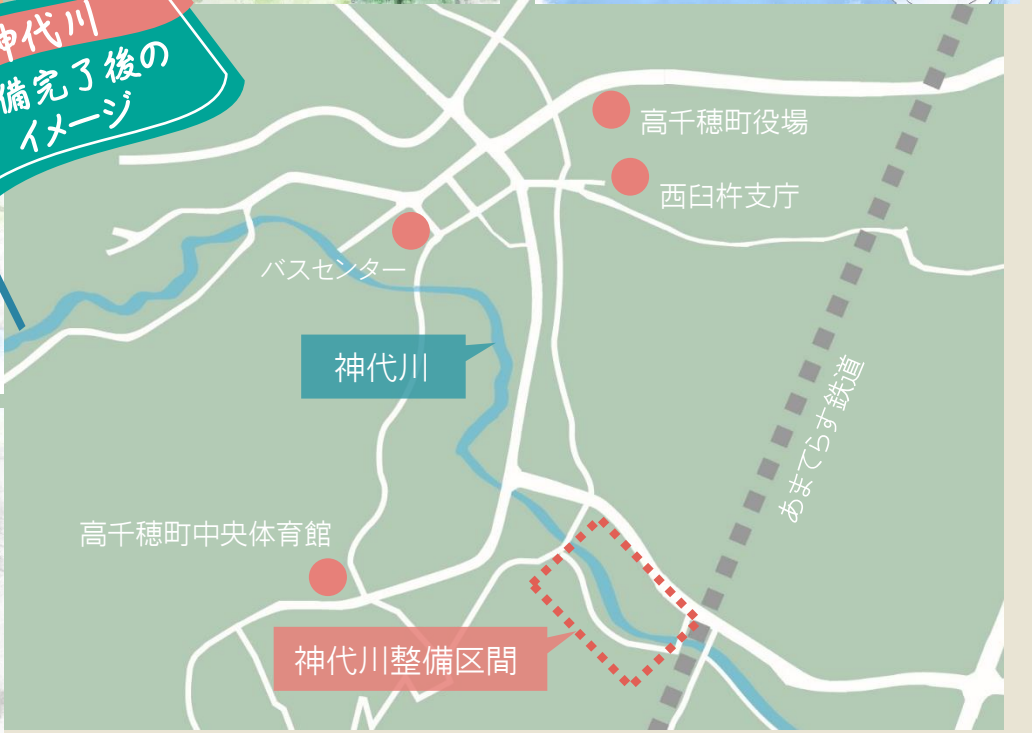 神代川
備完了後の
イメージ
高千穂町役場
西臼杵支庁
バスセンター
神代川
あまてらす鉄道
高千穂町中央体育館
神代川整備区間